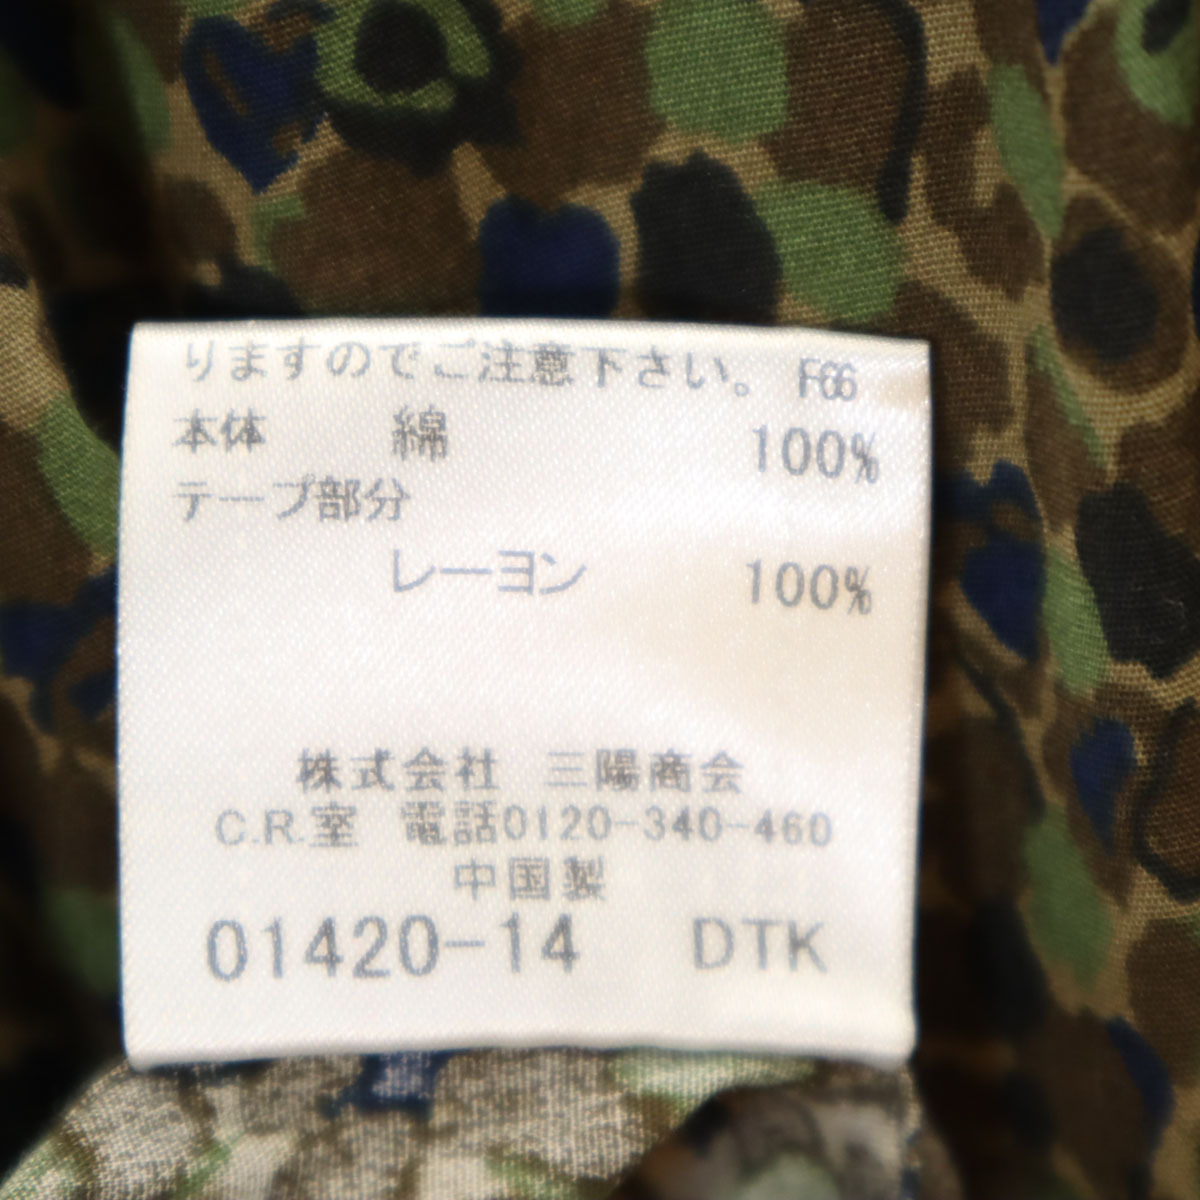 りますのでご注意下さい。 F66
本体 綿 100%
テープ部分
レーヨン 100%
株式会社 三陽商会
C.R.室 電話0120-340-460
中国製
01420-14 DTK